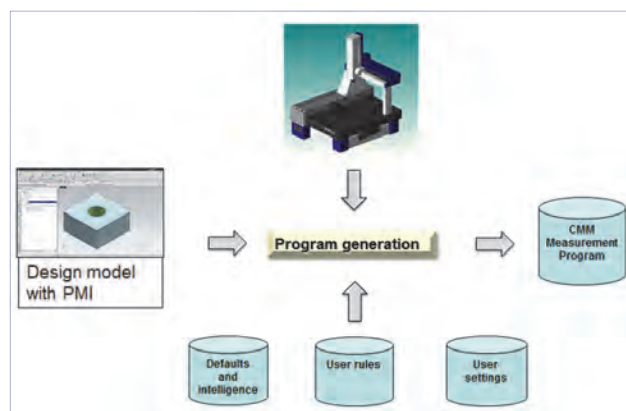 Design model
with PMI
Program generation
CMM
Measurement
Program
Defaults
and
intelligence
User rules
User
settings